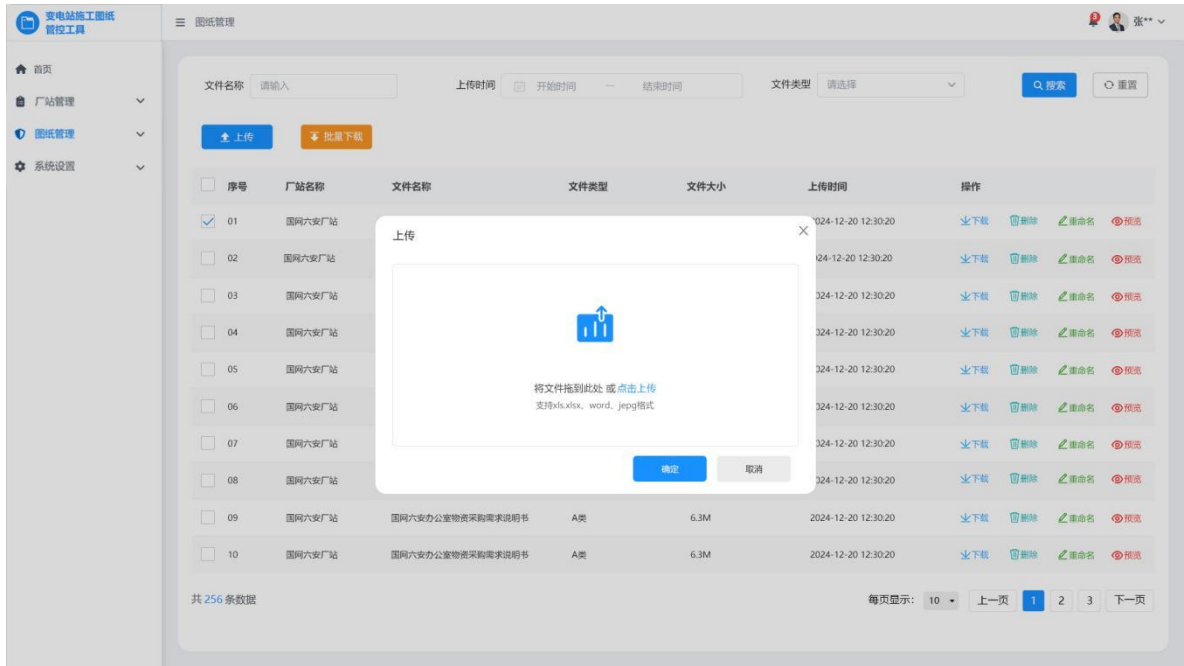 变电站施工图纸
管控工具
图纸管理
3
张**
首页
厂站管理
图纸管理
系统设置
文件名称 请输入 上传时间 开始时间 — 结束时间 文件类型 请选择 搜索 重置
上传 批量下载
序号 厂站名称 文件名称 文件类型 文件大小 上传时间 操作
01 国网六安厂站 2024-12-20 12:30:20 下载 删除 重命名 预览
02 国网六安厂站 024-12-20 12:30:20 下载 删除 重命名 预览
03 国网六安厂站 024-12-20 12:30:20 下载 删除 重命名 预览
04 国网六安厂站 024-12-20 12:30:20 下载 删除 重命名 预览
05 国网六安厂站 024-12-20 12:30:20 下载 删除 重命名 预览
06 国网六安厂站 024-12-20 12:30:20 下载 删除 重命名 预览
07 国网六安厂站 024-12-20 12:30:20 下载 删除 重命名 预览
08 国网六安厂站 024-12-20 12:30:20 下载 删除 重命名 预览
09 国网六安厂站 国网六安办公室物资采购需求说明书 A类 6.3M 2024-12-20 12:30:20 下载 删除 重命名 预览
10 国网六安厂站 国网六安办公室物资采购需求说明书 A类 6.3M 2024-12-20 12:30:20 下载 删除 重命名 预览
上传
将文件拖到此处 或 点击上传
支持xls.xlsx、word、jepg格式
确定 取消
共 256 条数据 每页显示: 10 上一页 1 2 3 下一页